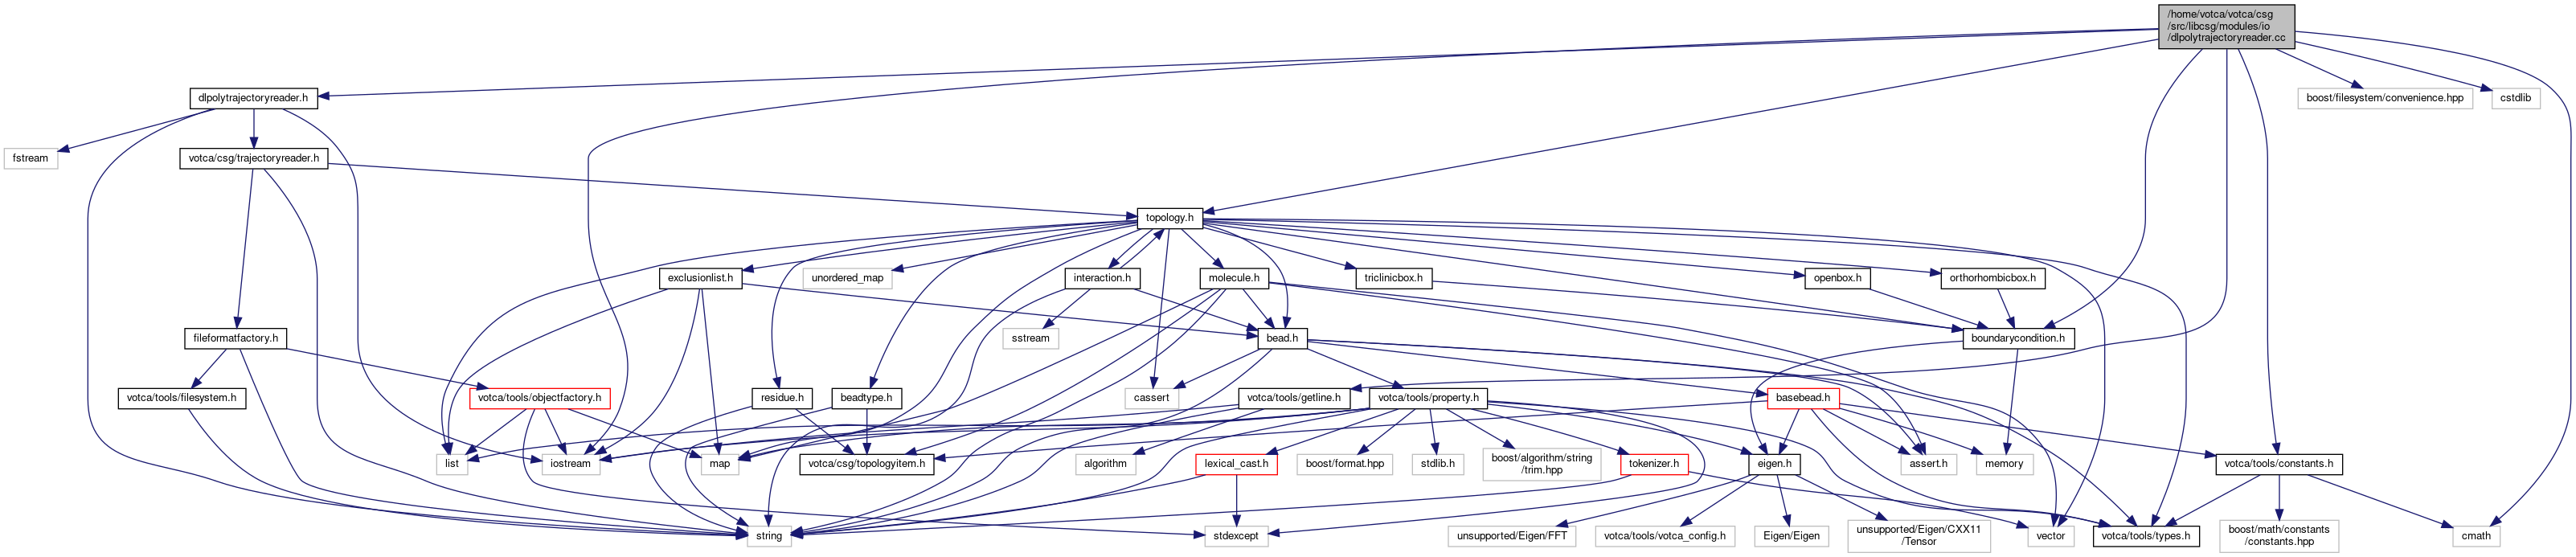 /home/votca/votca/csg
/src/libcsg/modules/io
/dlpolytrajectoryreader.cc
dlpolytrajectoryreader.h
boost/filesystem/convenience.hpp
cstdlib
fstream
votca/csg/trajectoryreader.h
topology.h
exclusionlist.h
unordered_map
interaction.h
molecule.h
triclinicbox.h
openbox.h
orthorhombicbox.h
fileformatfactory.h
sstream
bead.h
boundarycondition.h
votca/tools/filesystem.h
votca/tools/objectfactory.h
residue.h
beadtype.h
cassert
votca/tools/getline.h
votca/tools/property.h
basebead.h
list
iostream
map
votca/csg/topologyitem.h
algorithm
lexical_cast.h
boost/format.hpp
stdlib.h
boost/algorithm/string
/trim.hpp
tokenizer.h
eigen.h
assert.h
memory
votca/tools/constants.h
string
stdexcept
unsupported/Eigen/FFT
votca/tools/votca_config.h
Eigen/Eigen
unsupported/Eigen/CXX11
/Tensor
vector
votca/tools/types.h
boost/math/constants
/constants.hpp
cmath